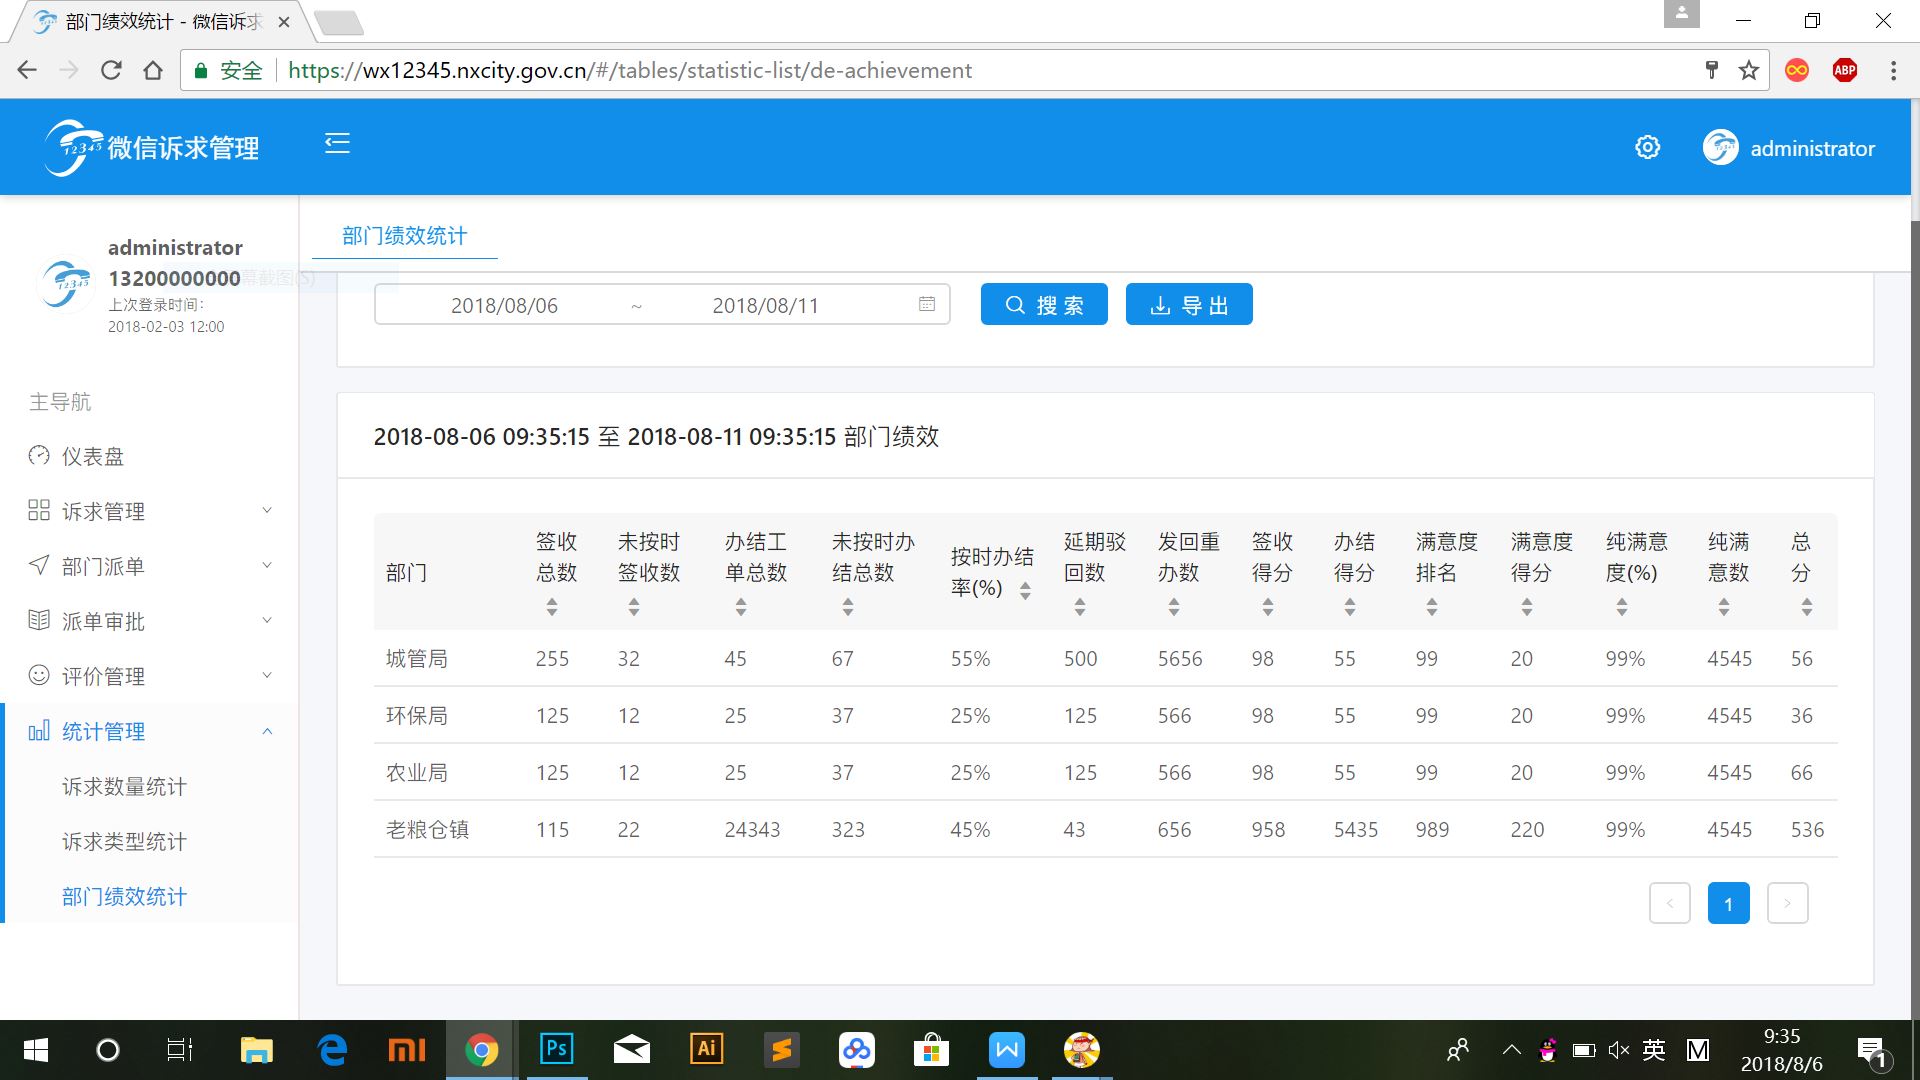 部门绩效统计 - 微信诉求
安全
https://wx12345.nxcity.gov.cn/#/tables/statistic-list/de-achievement
ABP
12345 微信诉求管理
administrator
administrator
13200000000
幕截图(S)
上次登录时间:
2018-02-03 12:00
12345
主导航
仪表盘
诉求管理
部门派单
派单审批
评价管理
统计管理
诉求数量统计
诉求类型统计
部门绩效统计
部门绩效统计
2018/08/06 ~ 2018/08/11
搜 索
导 出
2018-08-06 09:35:15 至 2018-08-11 09:35:15 部门绩效
部门 签收总数 未按时签收数 办结工单总数 未按时办结总数 按时办结率(%) 延期驳回数 发回重办数 签收得分 办结得分 满意度排名 满意度得分 纯满意度(%) 纯满意数 总分
城管局 255 32 45 67 55% 500 5656 98 55 99 20 99% 4545 56
环保局 125 12 25 37 25% 125 566 98 55 99 20 99% 4545 36
农业局 125 12 25 37 25% 125 566 98 55 99 20 99% 4545 66
老粮仓镇 115 22 24343 323 45% 43 656 958 5435 989 220 99% 4545 536
1
Ps
Ai
英
M
9:35
2018/8/6
1